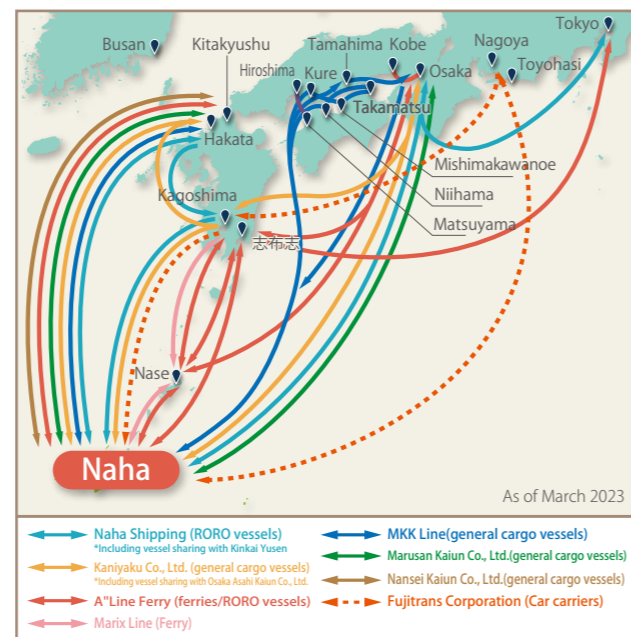 Tokyo
Busan
Kitakyushu
Tamahima
Kobe
Nagoya
Hiroshima
Kure
Osaka
Toyohasi
Takamatsu
Hakata
Mishimakawanoe
Niihama
Kagoshima
Matsuyama
志布志
Nase
Naha
As of March 2023
Naha Shipping (RORO vessels)
*Including vessel sharing with Kinkai Yusen
Kaniyaku Co., Ltd. (general cargo vessels)
*Including vessel sharing with Osaka Asahi Kaiun Co., Ltd.
A"Line Ferry (ferries/RORO vessels)
Marix Line (Ferry)
MKK Line(general cargo vessels)
Marusan Kaiun Co., Ltd.(general cargo vessels)
Nansei Kaiun Co., Ltd.(general cargo vessels)
Fujitrans Corporation (Car carriers)